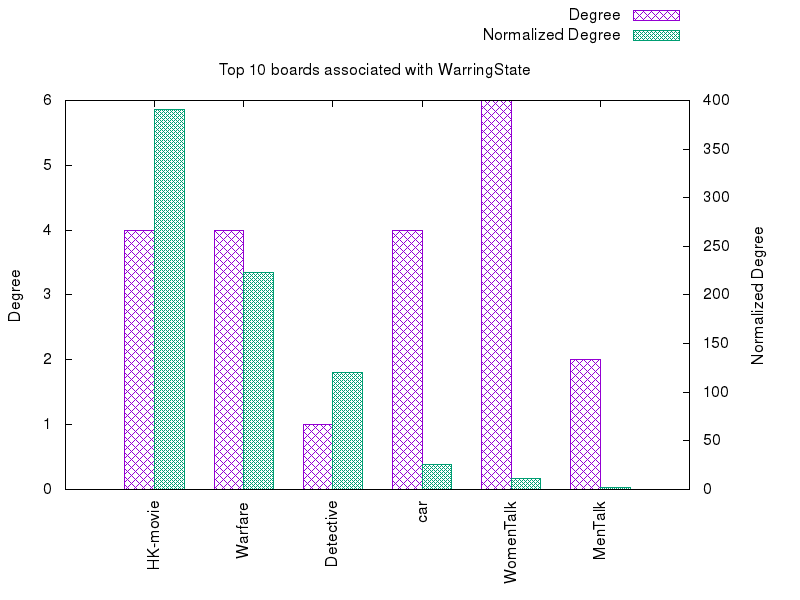 Degree
Normalized Degree
Top 10 boards associated with WarringState
6
5
4
3
2
1
0
400
350
300
250
200
150
100
50
0
Degree
Normalized Degree
HK-movie
Warfare
Detective
car
WomenTalk
MenTalk